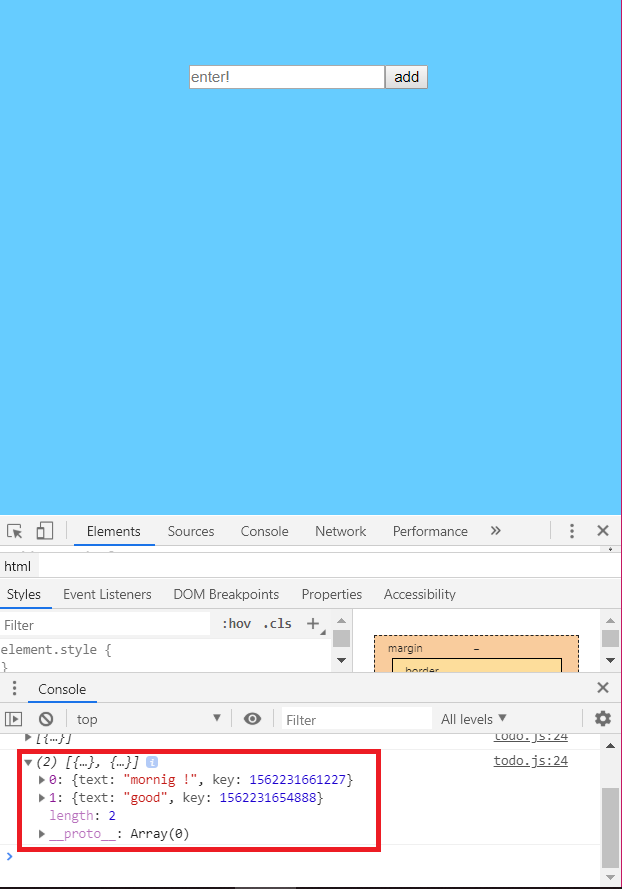 enter! add
Elements Sources Console Network Performance »
html
Styles Event Listeners DOM Breakpoints Properties Accessibility
Filter :hov .cls +
element.style {
}
margin –
border
Console
top Filter All levels
[{…}] todo.js:24
(2) [{…}, {…}] i todo.js:24
0: {text: "mornig !", key: 1562231661227}
1: {text: "good", key: 1562231654888}
length: 2
__proto__: Array(0)